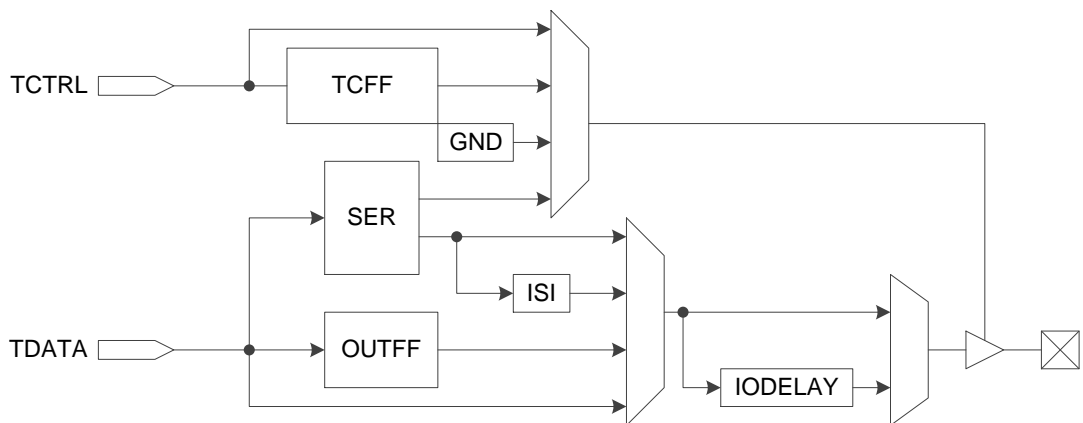 TCTRL
TCFF
GND
SER
ISI
TDATA
OUTFF
IODELAY